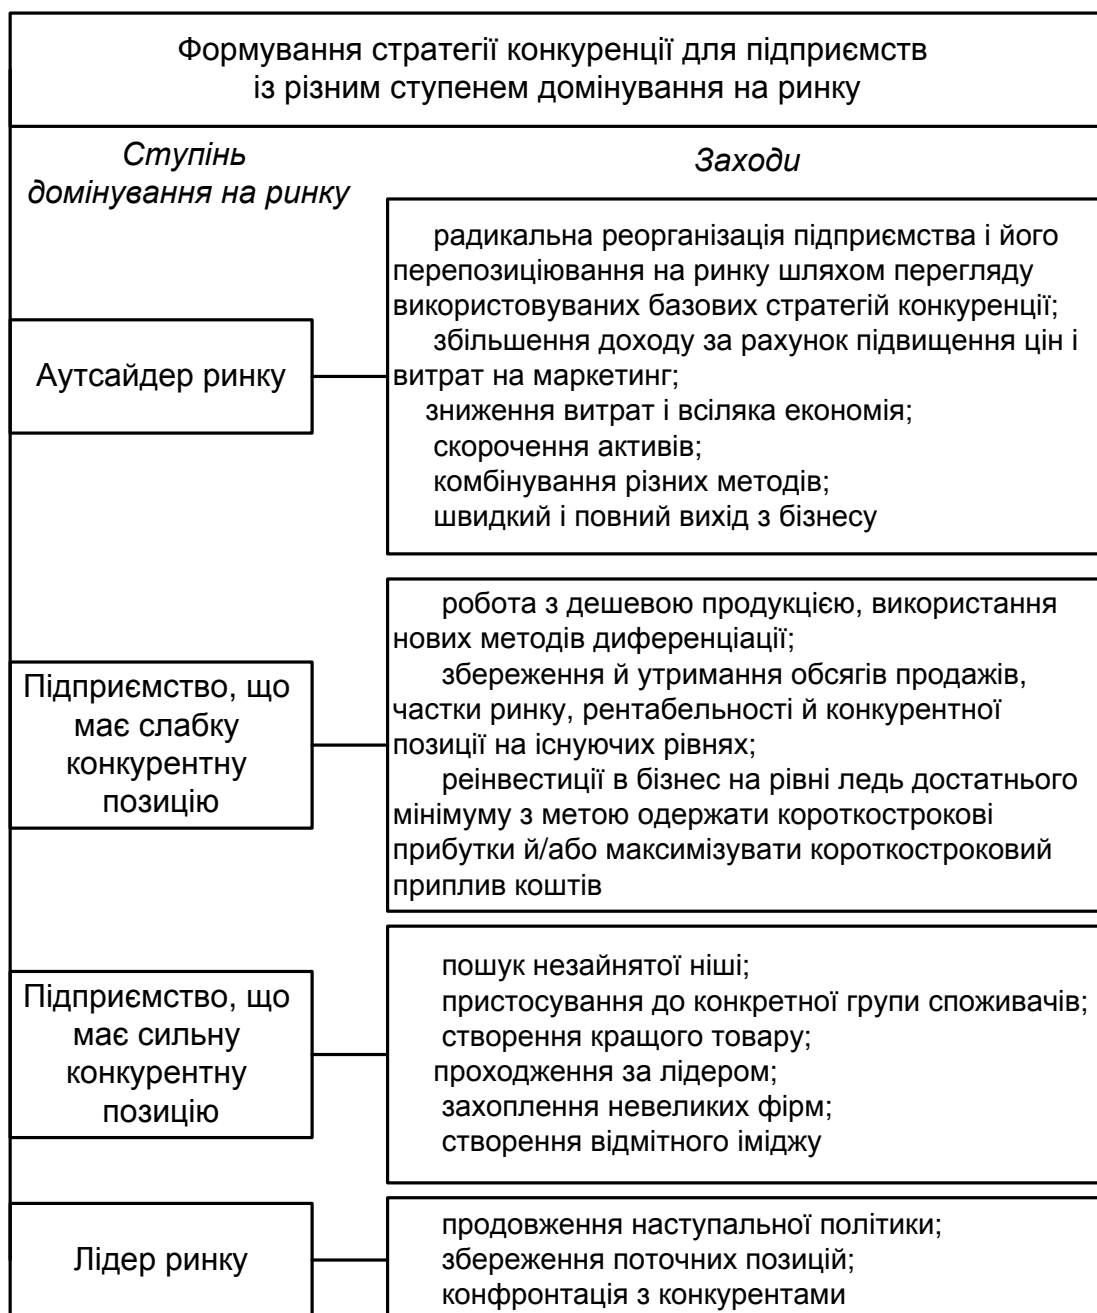 Формування стратегії конкуренції для підприємств
із різним ступенем домінування на ринку
Ступінь
домінування на ринку
Заходи
Аутсайдер ринку
радикальна реорганізація підприємства і його
перепозиціювання на ринку шляхом перегляду
використовуваних базових стратегій конкуренції;
збільшення доходу за рахунок підвищення цін і
витрат на маркетинг;
зниження витрат і всіляка економія;
скорочення активів;
комбінування різних методів;
швидкий і повний вихід з бізнесу
Підприємство, що
має слабку
конкурентну
позицію
робота з дешевою продукцією, використання
нових методів диференціації;
збереження й утримання обсягів продажів,
частки ринку, рентабельності й конкурентної
позиції на існуючих рівнях;
реінвестиції в бізнес на рівні ледь достатнього
мінімуму з метою одержати короткострокові
прибутки й/або максимізувати короткостроковий
приплив коштів
Підприємство, що
має сильну
конкурентну
позицію
пошук незайнятої ніші;
пристосування до конкретної групи споживачів;
створення кращого товару;
проходження за лідером;
захоплення невеликих фірм;
створення відмітного іміджу
Лідер ринку
продовження наступальної політики;
збереження поточних позицій;
конфронтація з конкурентами